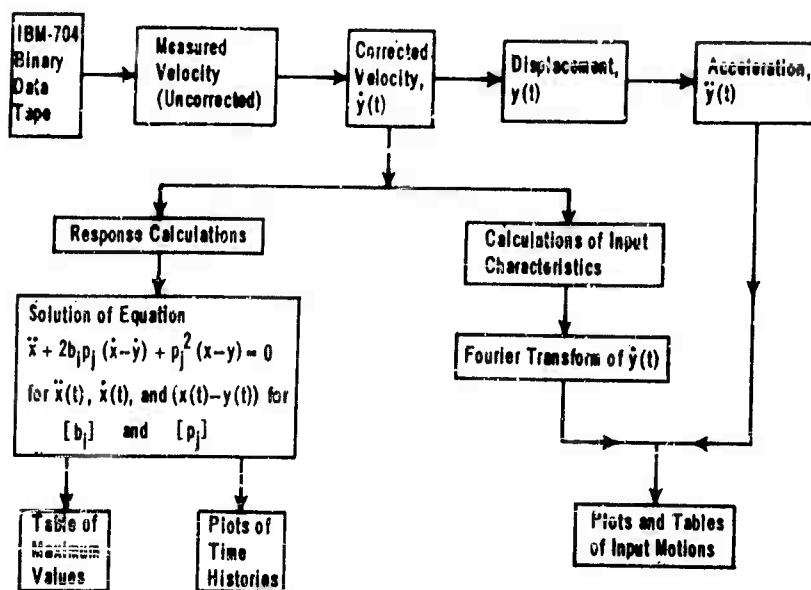 IBM-704
Binary
Data
Tape
Measured
Velocity
(Uncorrected)
Corrected
Velocity,
ẏ(t)
Displacement,
y(t)
Acceleration,
ÿ(t)
Response Calculations
Calculations of Input
Characteristics
Solution of Equation
ẍ + 2bᵢpⱼ (ẋ−ẏ) + pⱼ² (x−y) = 0
for ẍ(t), ẋ(t), and (x(t)−y(t)) for
[bᵢ] and [pⱼ]
Fourier Transform of ẏ(t)
Table of
Maximum
Values
Plots of
Time
Histories
Plots and Tables
of Input Motions